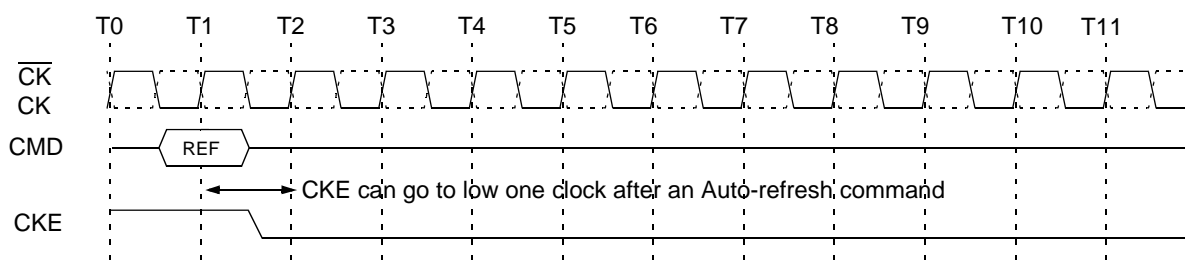 T0 T1 T2 T3 T4 T5 T6 T7 T8 T9 T10 T11
CK
CK
CMD REF
CKE can go to low one clock after an Auto-refresh command
CKE